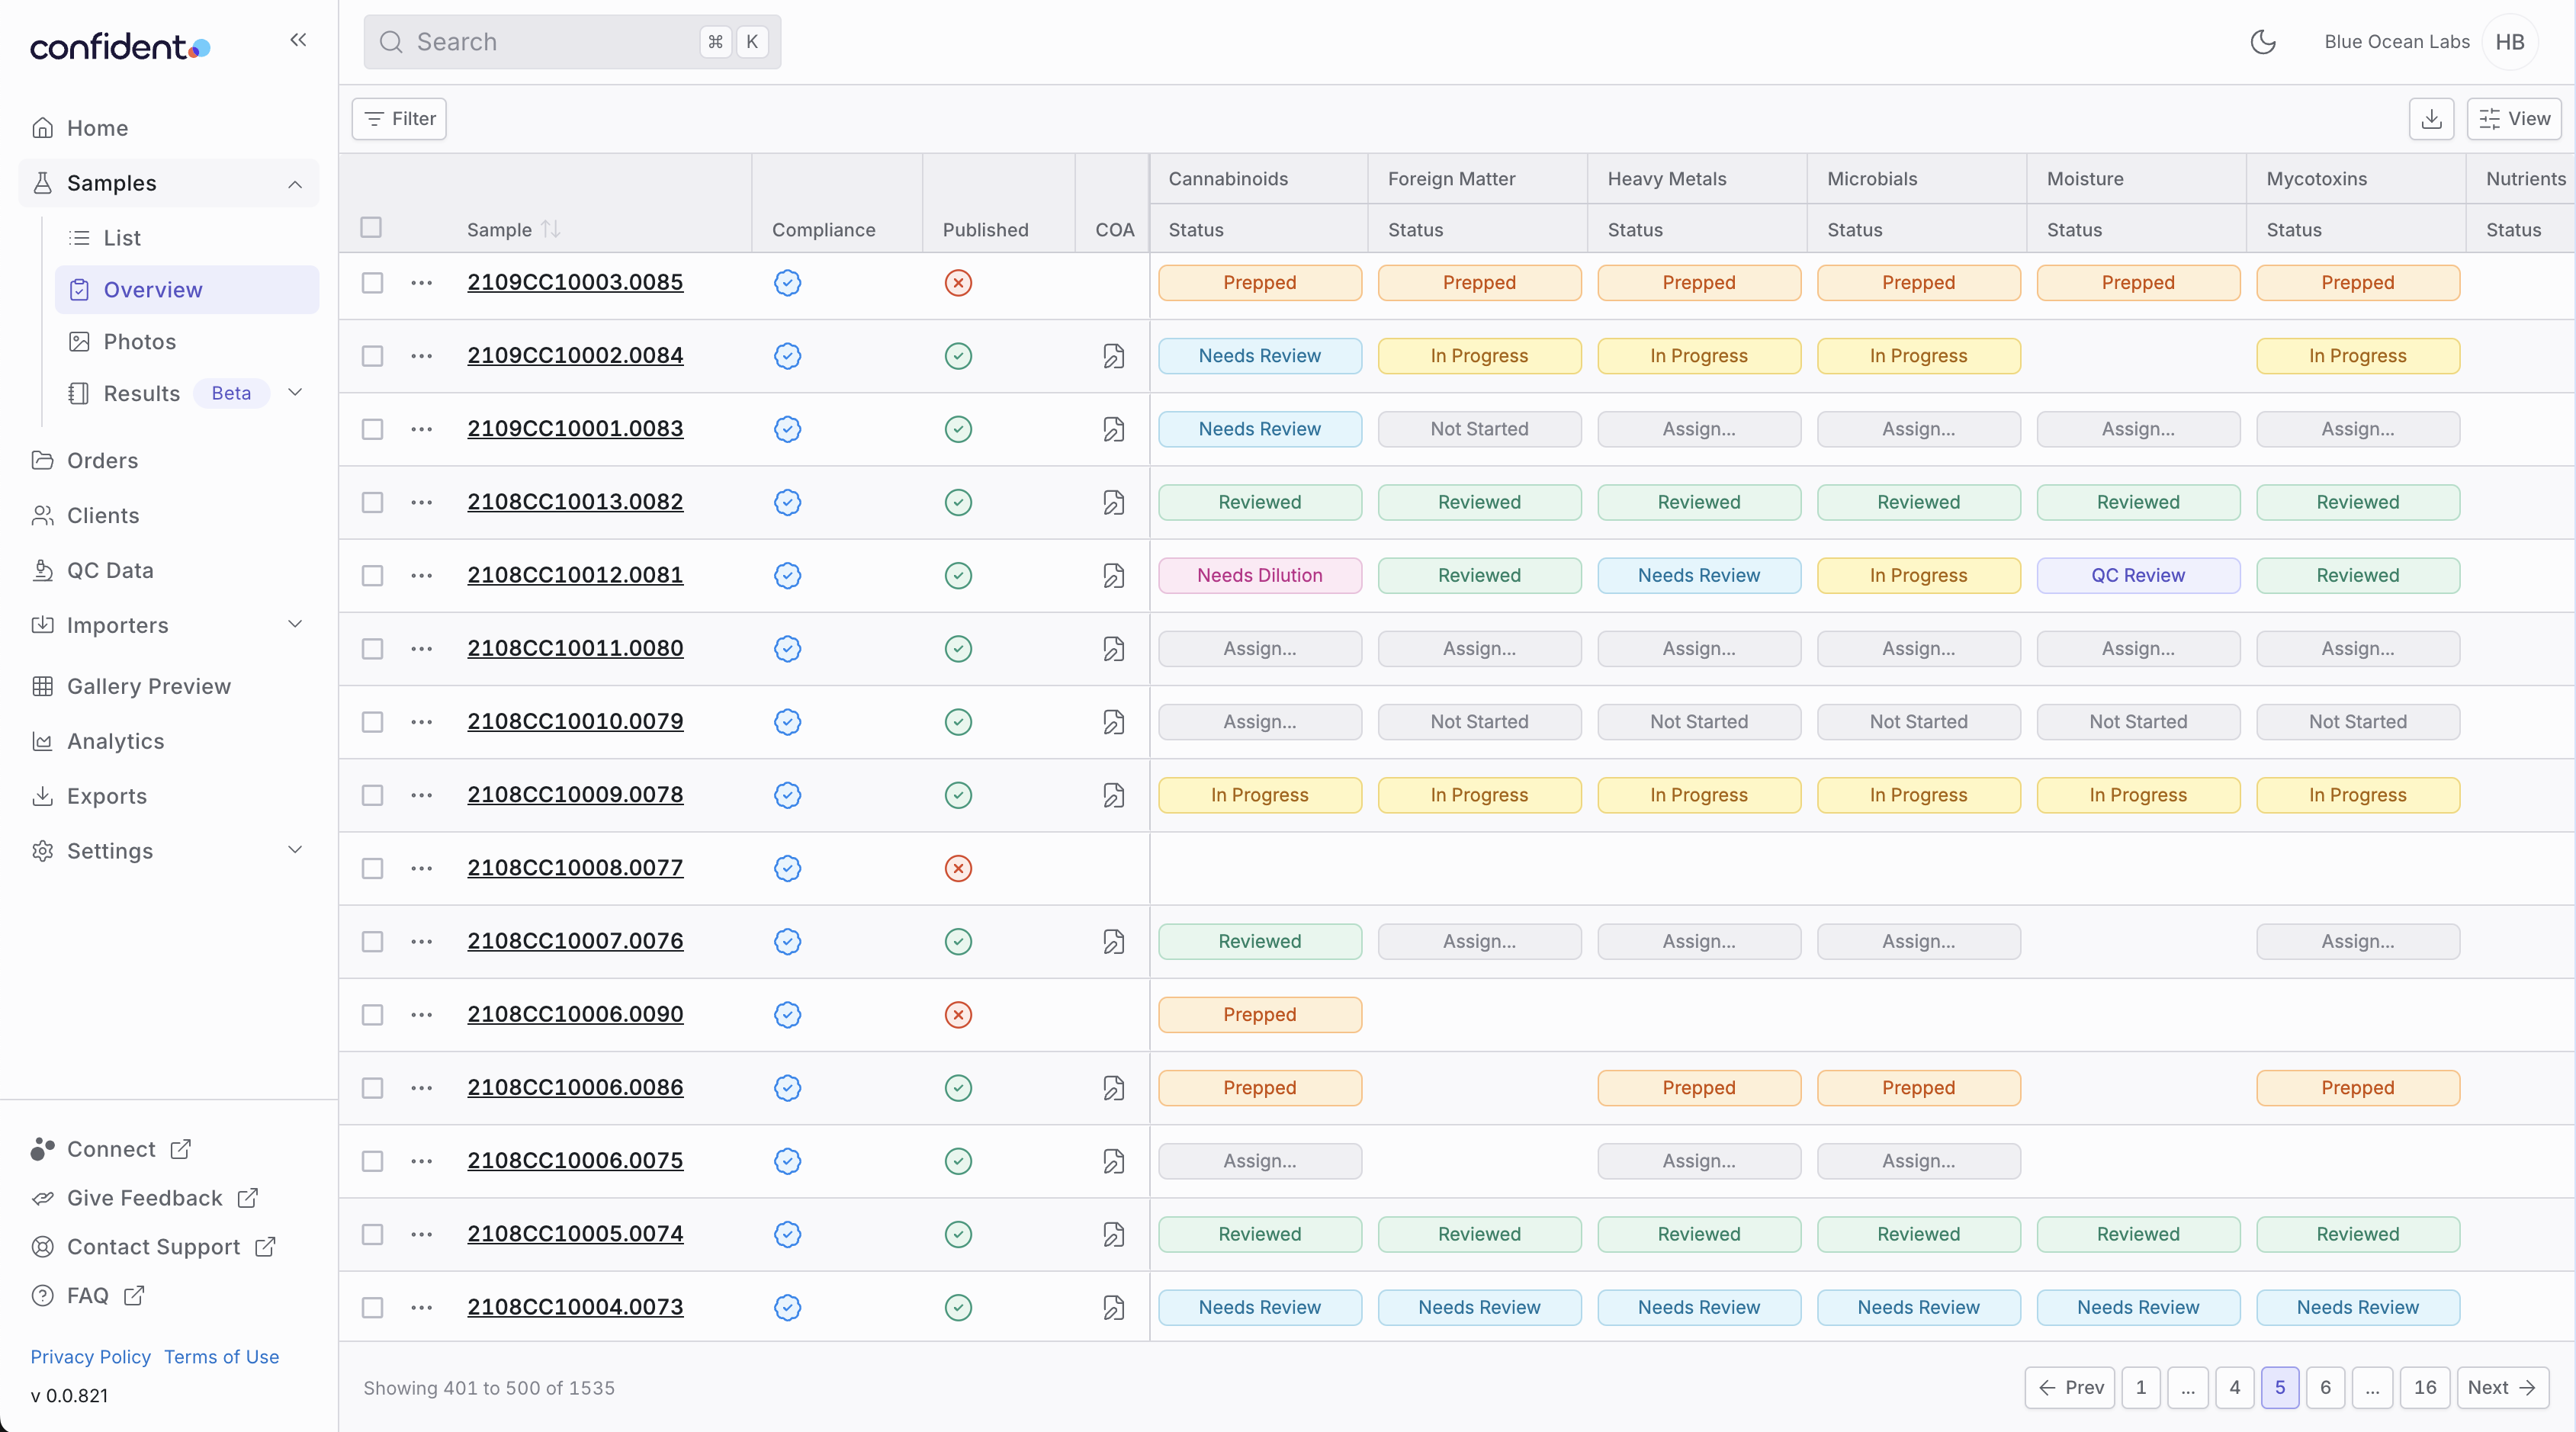 confident
Search ⌘ K
Blue Ocean Labs HB
Home
Samples
List
Overview
Photos
Results Beta
Orders
Clients
QC Data
Importers
Gallery Preview
Analytics
Exports
Settings
Connect
Give Feedback
Contact Support
FAQ
Privacy Policy Terms of Use
v 0.0.821
Filter
View
Cannabinoids Foreign Matter Heavy Metals Microbials Moisture Mycotoxins Nutrients
Sample Compliance Published COA Status Status Status Status Status Status Status
2109CC10003.0085 Prepped Prepped Prepped Prepped Prepped Prepped
2109CC10002.0084 Needs Review In Progress In Progress In Progress In Progress
2109CC10001.0083 Needs Review Not Started Assign... Assign... Assign... Assign...
2108CC10013.0082 Reviewed Reviewed Reviewed Reviewed Reviewed Reviewed
2108CC10012.0081 Needs Dilution Reviewed Needs Review In Progress QC Review Reviewed
2108CC10011.0080 Assign... Assign... Assign... Assign... Assign... Assign...
2108CC10010.0079 Assign... Not Started Not Started Not Started Not Started Not Started
2108CC10009.0078 In Progress In Progress In Progress In Progress In Progress In Progress
2108CC10008.0077
2108CC10007.0076 Reviewed Assign... Assign... Assign... Assign...
2108CC10006.0090 Prepped
2108CC10006.0086 Prepped Prepped Prepped Prepped
2108CC10006.0075 Assign... Assign... Assign...
2108CC10005.0074 Reviewed Reviewed Reviewed Reviewed Reviewed Reviewed
2108CC10004.0073 Needs Review Needs Review Needs Review Needs Review Needs Review Needs Review
Showing 401 to 500 of 1535
Prev 1 ... 4 5 6 ... 16 Next